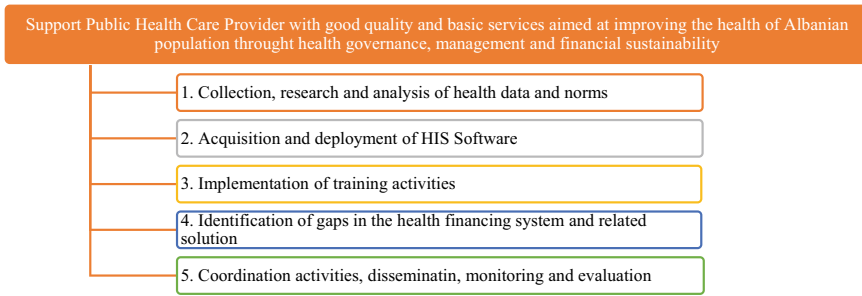 Support Public Health Care Provider with good quality and basic services aimed at improving the health of Albanian
population throught health governance, management and financial sustainability
1. Collection, research and analysis of health data and norms
2. Acquisition and deployment of HIS Software
3. Implementation of training activities
4. Identification of gaps in the health financing system and related
solution
5. Coordination activities, disseminatin, monitoring and evaluation